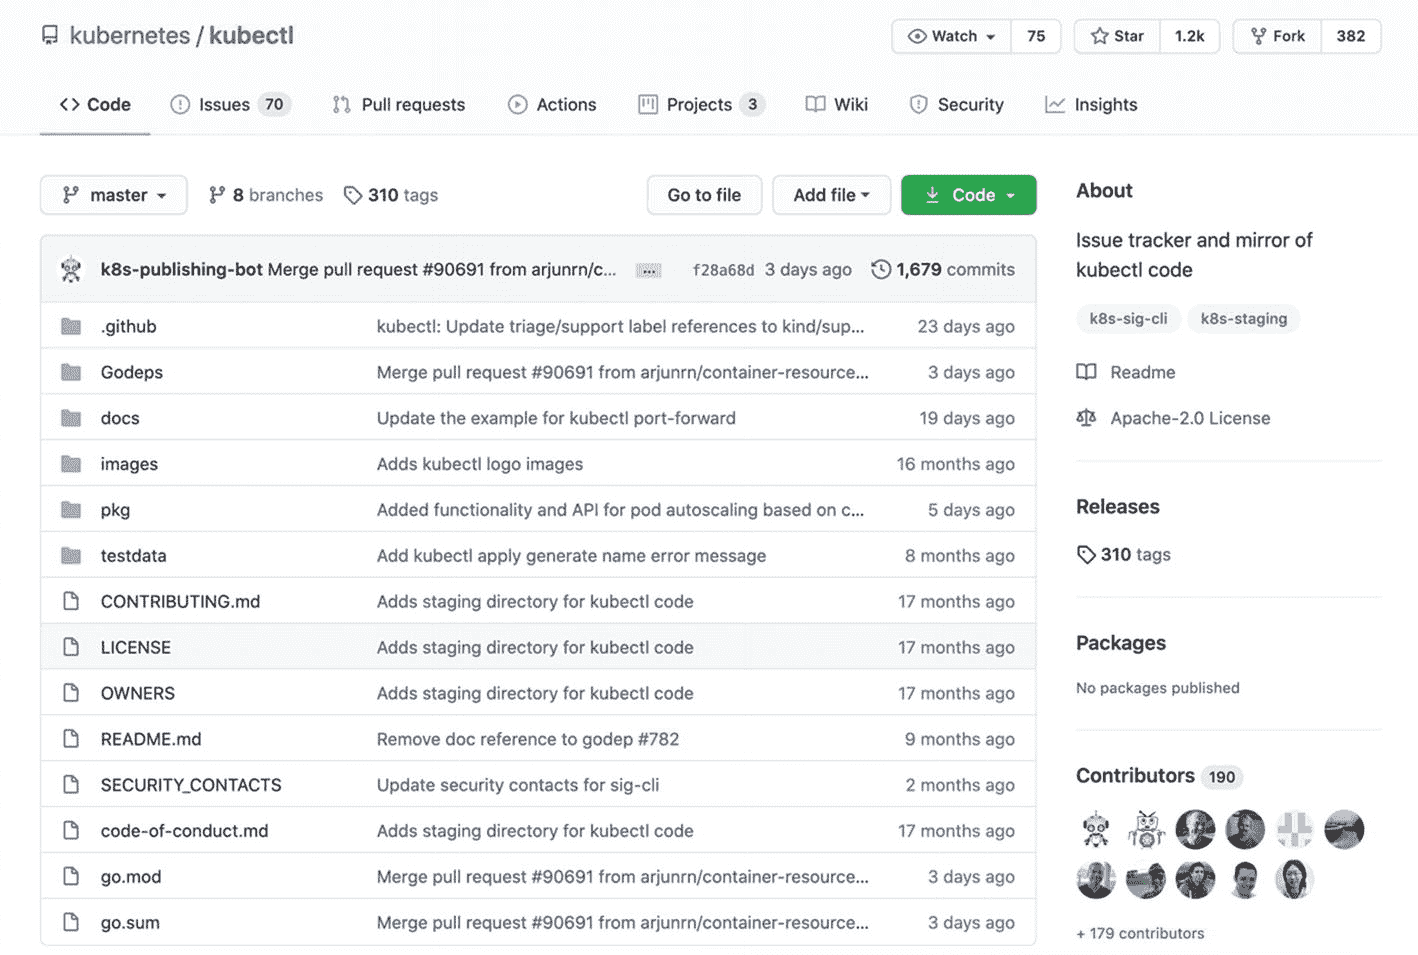 kubernetes / kubectl
Watch 75 Star 1.2k Fork 382
Code Issues 70 Pull requests Actions Projects 3 Wiki Security Insights
master 8 branches 310 tags Go to file Add file Code
k8s-publishing-bot Merge pull request #90691 from arjunrn/c... ... f28a68d 3 days ago 1,679 commits
.github kubectl: Update triage/support label references to kind/sup... 23 days ago
Godeps Merge pull request #90691 from arjunrn/container-resource... 3 days ago
docs Update the example for kubectl port-forward 19 days ago
images Adds kubectl logo images 16 months ago
pkg Added functionality and API for pod autoscaling based on c... 5 days ago
testdata Add kubectl apply generate name error message 8 months ago
CONTRIBUTING.md Adds staging directory for kubectl code 17 months ago
LICENSE Adds staging directory for kubectl code 17 months ago
OWNERS Adds staging directory for kubectl code 17 months ago
README.md Remove doc reference to godep #782 9 months ago
SECURITY_CONTACTS Update security contacts for sig-cli 2 months ago
code-of-conduct.md Adds staging directory for kubectl code 17 months ago
go.mod Merge pull request #90691 from arjunrn/container-resource... 3 days ago
go.sum Merge pull request #90691 from arjunrn/container-resource... 3 days ago
About
Issue tracker and mirror of
kubectl code
k8s-sig-cli k8s-staging
Readme
Apache-2.0 License
Releases
310 tags
Packages
No packages published
Contributors 190
+ 179 contributors